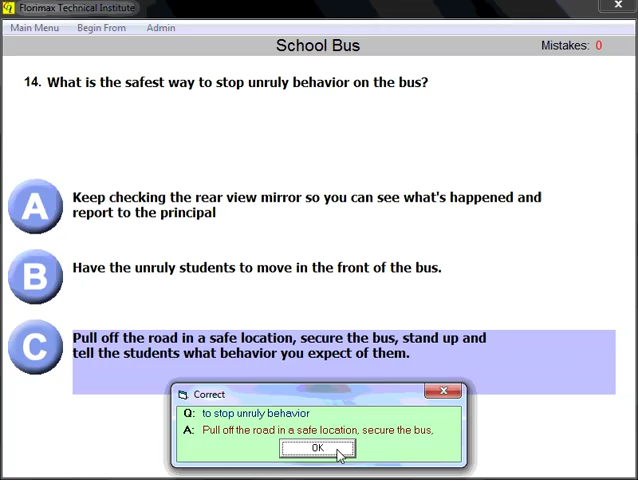 Florimax Technical Institute
Main Menu Begin From Admin
School Bus
Mistakes: 0
14. What is the safest way to stop unruly behavior on the bus?
A
Keep checking the rear view mirror so you can see what's happened and
report to the principal
B
Have the unruly students to move in the front of the bus.
C
Pull off the road in a safe location, secure the bus, stand up and
tell the students what behavior you expect of them.
Correct
Q: to stop unruly behavior
A: Pull off the road in a safe location, secure the bus,
OK